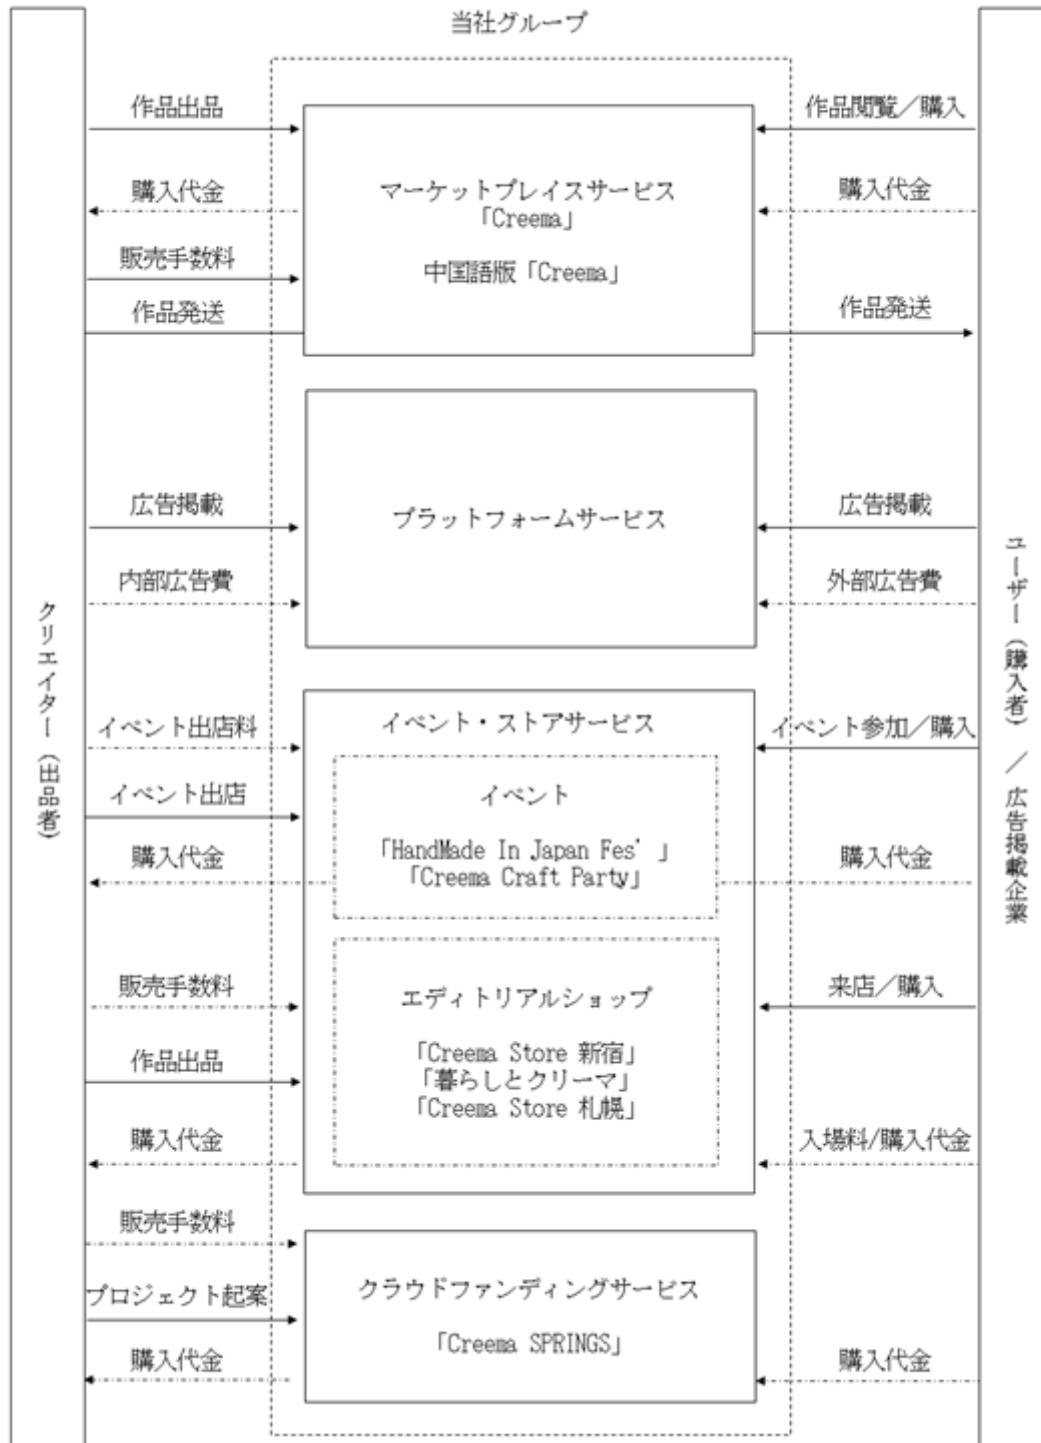 当社グループ
作品出品
作品閲覧／購入
マーケットプレイスサービス
購入代金
購入代金
「Creema」
販売手数料
中国語版「Creema」
作品発送
作品発送
広告掲載
プラットフォームサービス
広告掲載
内部広告費
外部広告費
クリエイター（出品者）
ユーザー（購入者）／広告掲載企業
イベント出店料
イベント・ストアサービス
イベント参加／購入
イベント出店
イベント
「HandMade In Japan Fes'」
購入代金
「Creema Craft Party」
購入代金
販売手数料
エディトリアルショップ
来店／購入
作品出品
「Creema Store 新宿」
「暮らしとクリーマ」
「Creema Store 札幌」
購入代金
入場料/購入代金
販売手数料
プロジェクト起案
クラウドファンディングサービス
「Creema SPRINGS」
購入代金
購入代金